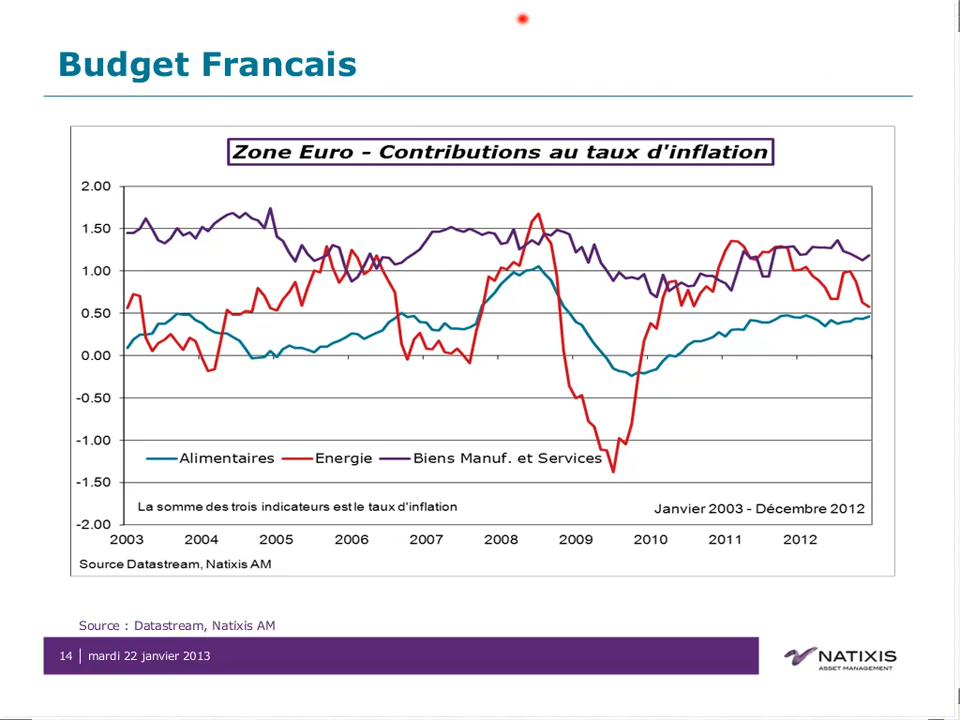 Budget Francais
Zone Euro - Contributions au taux d'inflation
2.00
1.50
1.00
0.50
0.00
-0.50
-1.00
-1.50
-2.00
Alimentaires Energie Biens Manuf. et Services
La somme des trois indicateurs est le taux d'inflation
Janvier 2003 - Décembre 2012
2003 2004 2005 2006 2007 2008 2009 2010 2011 2012
Source Datastream, Natixis AM
Source : Datastream, Natixis AM
14 mardi 22 janvier 2013
NATIXIS
ASSET MANAGEMENT